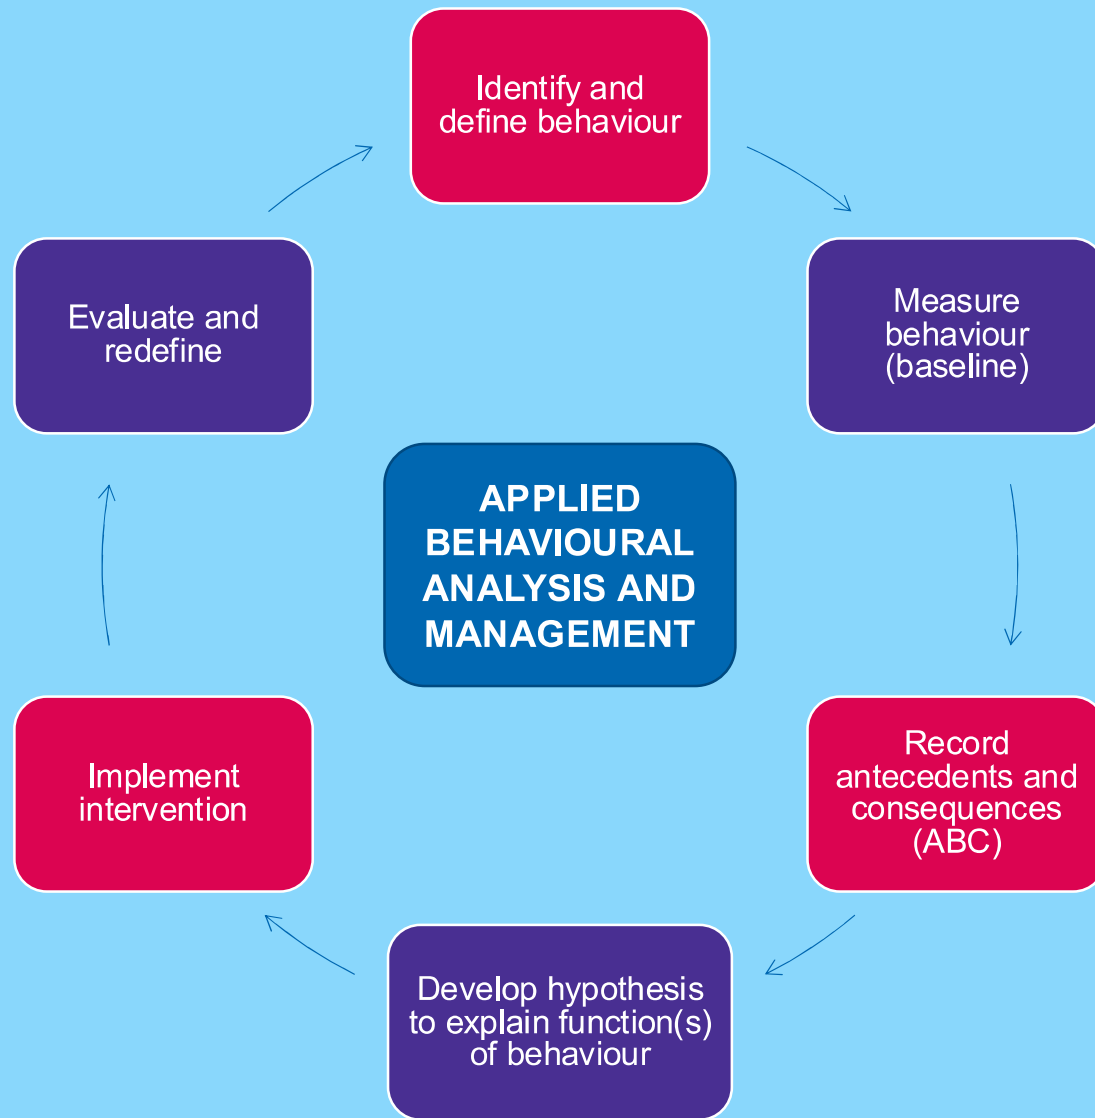 Identify and
define behaviour
Measure
behaviour
(baseline)
Record
antecedents and
consequences
(ABC)
Develop hypothesis
to explain function(s)
of behaviour
Implement
intervention
Evaluate and
redefine
APPLIED
BEHAVIOURAL
ANALYSIS AND
MANAGEMENT